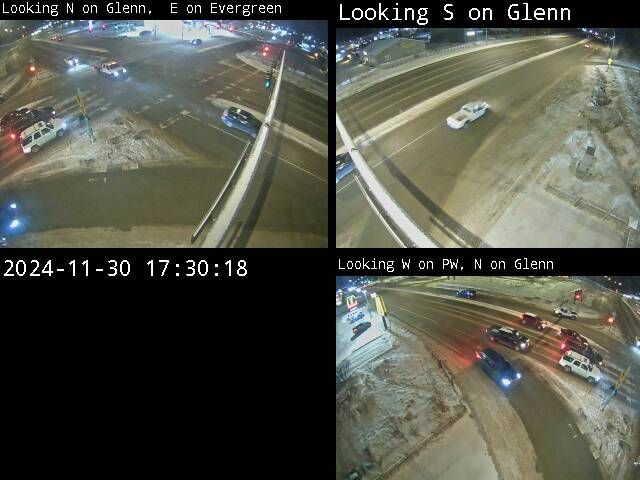 Looking N on Glenn,  E on Evergreen
Looking S on Glenn
2024-11-30 17:30:18
Looking W on PW, N on Glenn